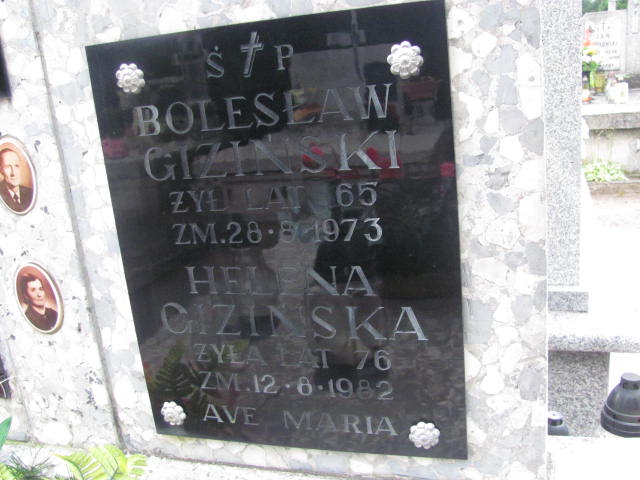 Ś † P
BOLESŁAW
GIZIŃSKI
ŻYŁ LAT 65
ZM. 28·8·1973
HELENA
GIZIŃSKA
ŻYŁA LAT 76
ZM. 12·8·1982
AVE MARIA